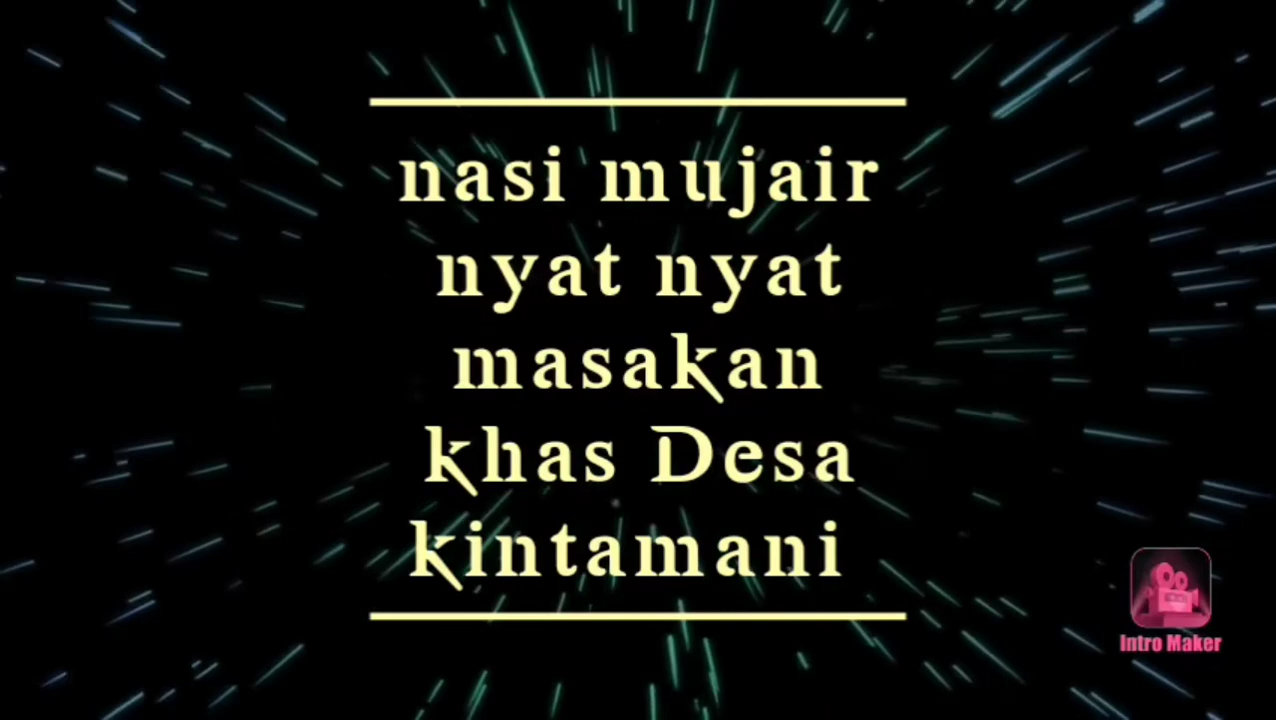 nasi mujair
nyat nyat
masakan
khas Desa
kintamani
Intro Maker